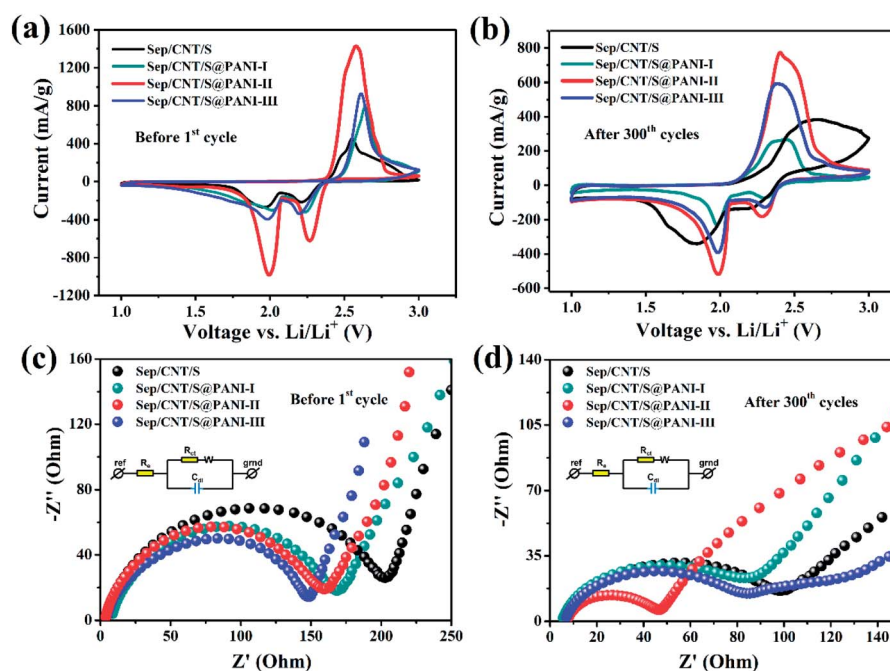 (a)
1600
1200
800
400
0
-400
-800
-1200
Current (mA/g)
Sep/CNT/S
Sep/CNT/S@PANI-I
Sep/CNT/S@PANI-II
Sep/CNT/S@PANI-III
Before 1st cycle
1.0 1.5 2.0 2.5 3.0
Voltage vs. Li/Li+ (V)
(b)
800
600
400
200
0
-200
-400
-600
Current (mA/g)
Sep/CNT/S
Sep/CNT/S@PANI-I
Sep/CNT/S@PANI-II
Sep/CNT/S@PANI-III
After 300th cycles
1.0 1.5 2.0 2.5 3.0
Voltage vs. Li/Li+ (V)
(c)
160
120
80
40
0
-Z'' (Ohm)
Sep/CNT/S
Sep/CNT/S@PANI-I
Sep/CNT/S@PANI-II
Sep/CNT/S@PANI-III
Before 1st cycle
ref Re Rct W Cdl grnd
0 50 100 150 200 250
Z' (Ohm)
(d)
140
105
70
35
0
-Z'' (Ohm)
Sep/CNT/S
Sep/CNT/S@PANI-I
Sep/CNT/S@PANI-II
Sep/CNT/S@PANI-III
After 300th cycles
ref Re Rct W Cdl grnd
0 20 40 60 80 100 120 140
Z' (Ohm)